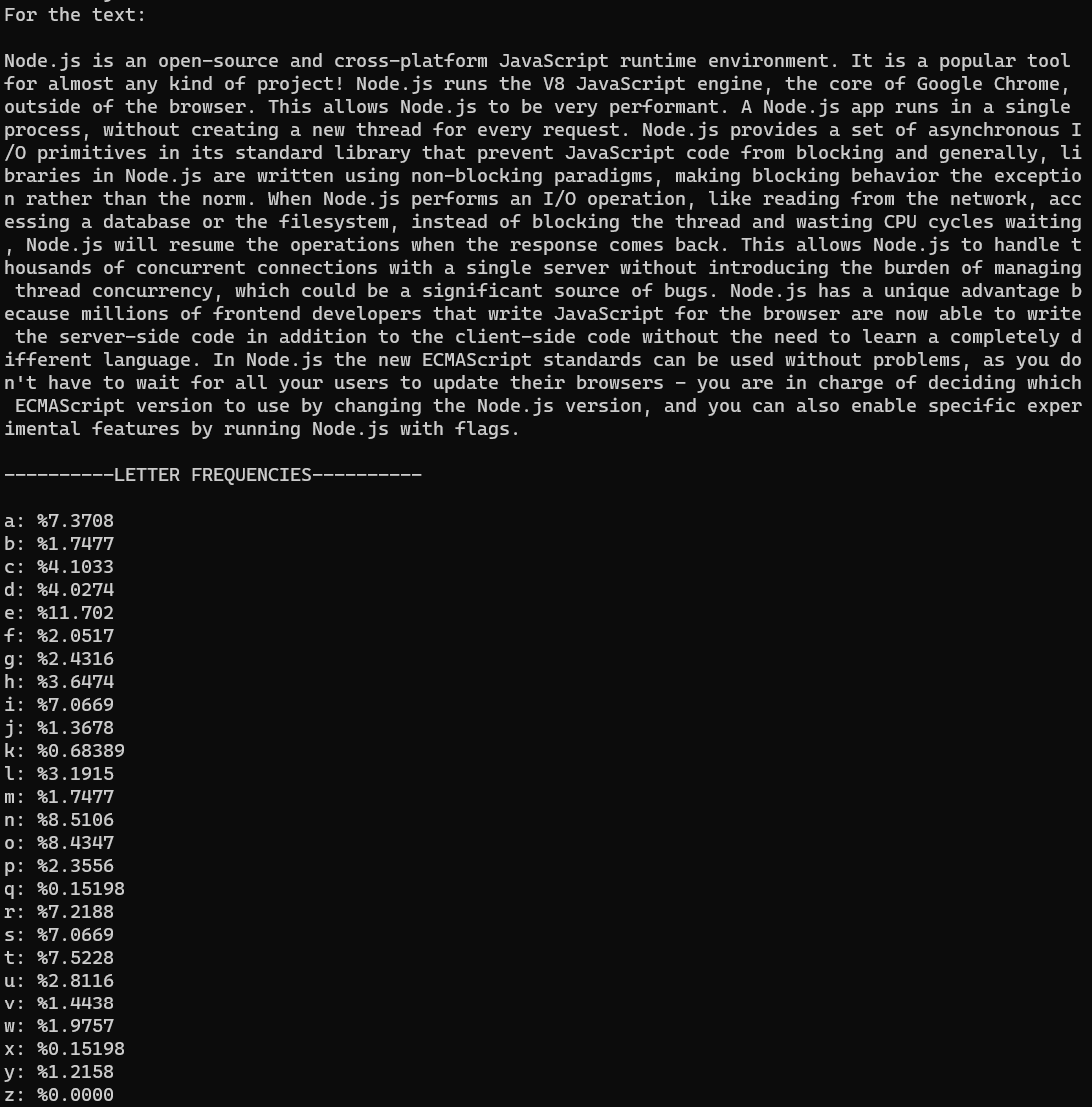 For the text:
Node.js is an open-source and cross-platform JavaScript runtime environment. It is a popular tool
for almost any kind of project! Node.js runs the V8 JavaScript engine, the core of Google Chrome,
outside of the browser. This allows Node.js to be very performant. A Node.js app runs in a single
process, without creating a new thread for every request. Node.js provides a set of asynchronous I
/O primitives in its standard library that prevent JavaScript code from blocking and generally, li
braries in Node.js are written using non-blocking paradigms, making blocking behavior the exceptio
n rather than the norm. When Node.js performs an I/O operation, like reading from the network, acc
essing a database or the filesystem, instead of blocking the thread and wasting CPU cycles waiting
, Node.js will resume the operations when the response comes back. This allows Node.js to handle t
housands of concurrent connections with a single server without introducing the burden of managing
 thread concurrency, which could be a significant source of bugs. Node.js has a unique advantage b
ecause millions of frontend developers that write JavaScript for the browser are now able to write
 the server-side code in addition to the client-side code without the need to learn a completely d
ifferent language. In Node.js the new ECMAScript standards can be used without problems, as you do
n't have to wait for all your users to update their browsers - you are in charge of deciding which
 ECMAScript version to use by changing the Node.js version, and you can also enable specific exper
imental features by running Node.js with flags.
----------LETTER FREQUENCIES----------
a: %7.3708
b: %1.7477
c: %4.1033
d: %4.0274
e: %11.702
f: %2.0517
g: %2.4316
h: %3.6474
i: %7.0669
j: %1.3678
k: %0.68389
l: %3.1915
m: %1.7477
n: %8.5106
o: %8.4347
p: %2.3556
q: %0.15198
r: %7.2188
s: %7.0669
t: %7.5228
u: %2.8116
v: %1.4438
w: %1.9757
x: %0.15198
y: %1.2158
z: %0.0000